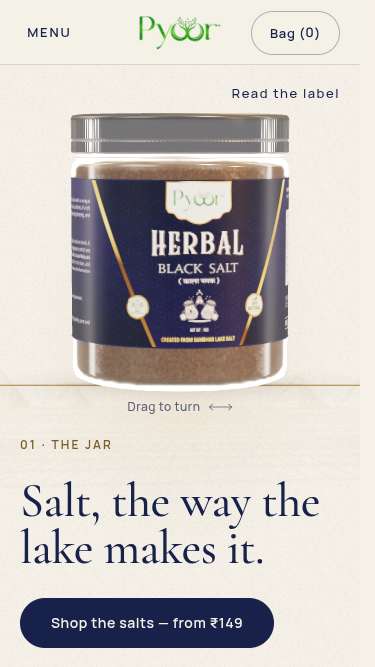 MENU
Pyoor
Bag (0)
Read the label
Pyoor
HERBAL
BLACK SALT
( काला नमक )
CREATED FROM SAMBHAR LAKE SALT
Drag to turn
01 · THE JAR
Salt, the way the
lake makes it.
Shop the salts — from ₹149